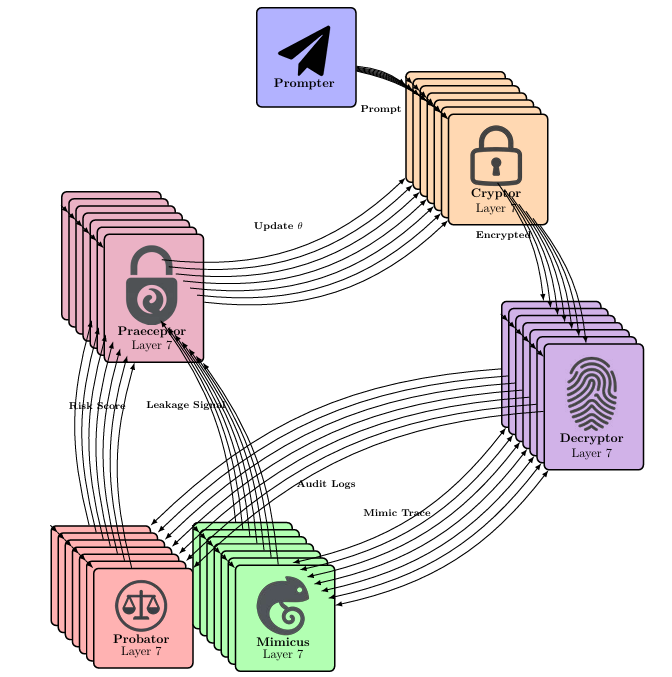 Prompter
Prompt
Cryptor
Layer 7
Encrypted
Update θ
Praeceptor
Layer 7
Risk Score
Leakage Signal
Decryptor
Layer 7
Audit Logs
Mimic Trace
Probator
Layer 7
Mimicus
Layer 7